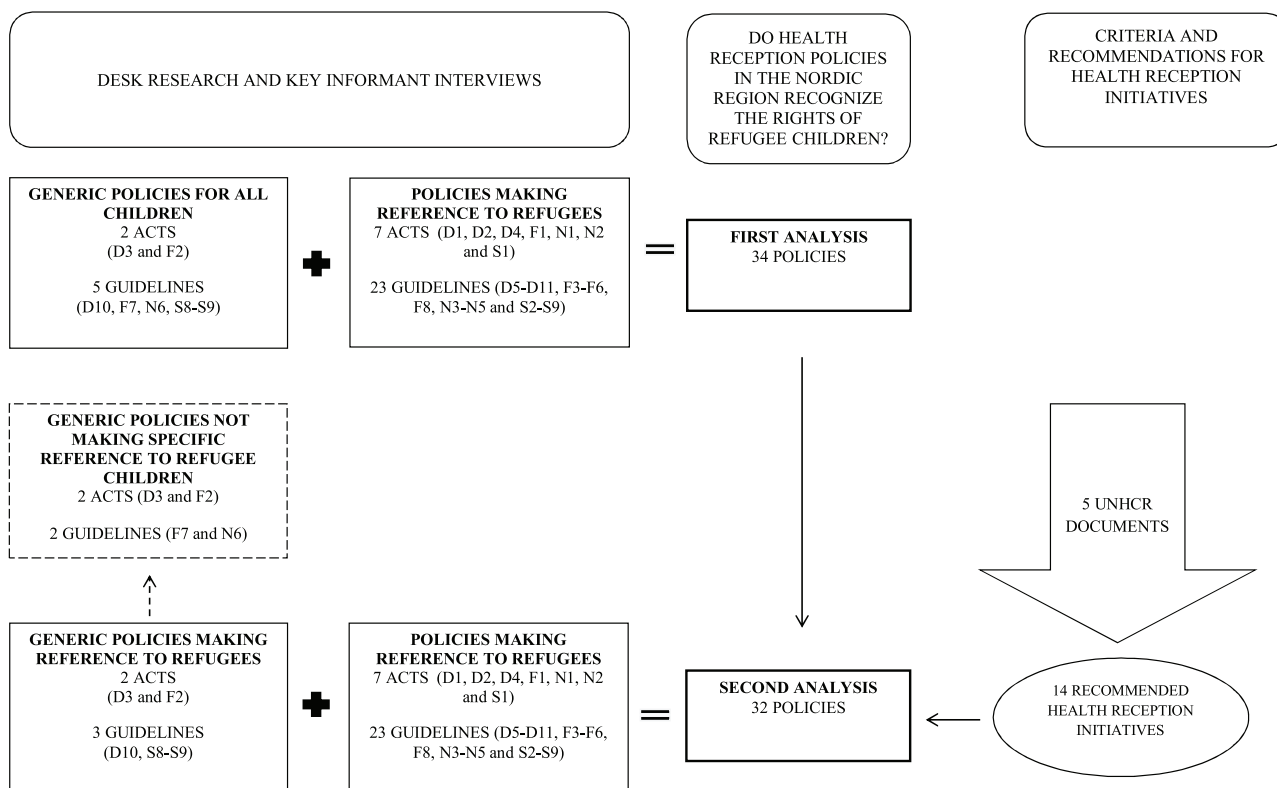 DESK RESEARCH AND KEY INFORMANT INTERVIEWS
DO HEALTH
RECEPTION POLICIES
IN THE NORDIC
REGION RECOGNIZE
THE RIGHTS OF
REFUGEE CHILDREN?
CRITERIA AND
RECOMMENDATIONS FOR
HEALTH RECEPTION
INITIATIVES
GENERIC POLICIES FOR ALL
CHILDREN
2 ACTS
(D3 and F2)
5 GUIDELINES
(D10, F7, N6, S8-S9)
POLICIES MAKING
REFERENCE TO REFUGEES
7 ACTS (D1, D2, D4, F1, N1, N2
and S1)
23 GUIDELINES (D5-D11, F3-F6,
F8, N3-N5 and S2-S9)
FIRST ANALYSIS
34 POLICIES
GENERIC POLICIES NOT
MAKING SPECIFIC
REFERENCE TO REFUGEE
CHILDREN
2 ACTS (D3 and F2)
2 GUIDELINES (F7 and N6)
5 UNHCR
DOCUMENTS
GENERIC POLICIES MAKING
REFERENCE TO REFUGEES
2 ACTS
(D3 and F2)
3 GUIDELINES
(D10, S8-S9)
POLICIES MAKING
REFERENCE TO REFUGEES
7 ACTS (D1, D2, D4, F1, N1, N2
and S1)
23 GUIDELINES (D5-D11, F3-F6,
F8, N3-N5 and S2-S9)
SECOND ANALYSIS
32 POLICIES
14 RECOMMENDED
HEALTH RECEPTION
INITIATIVES